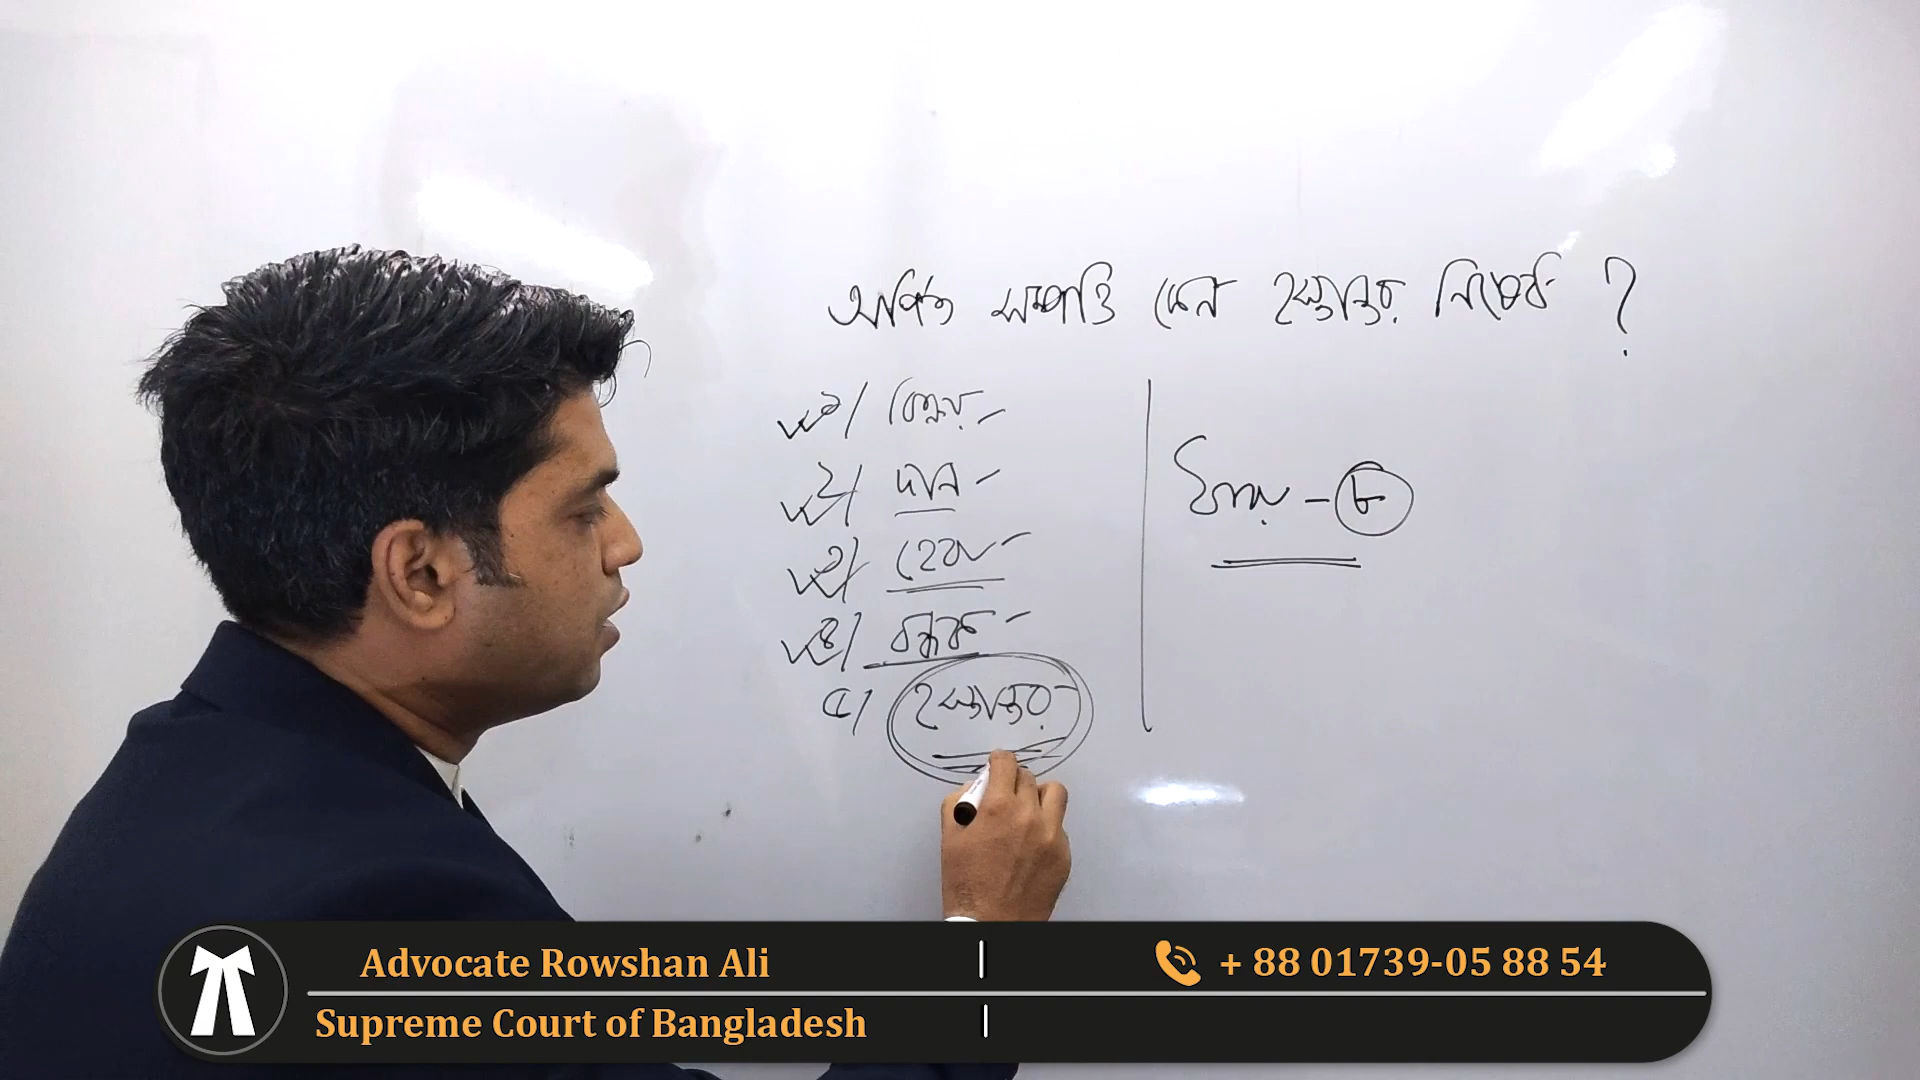 অর্পিত সম্পত্তি কেন হস্তান্তর নিষেধ ?
১/ বিক্রয় -
২/ দান -
৩/ হেবা -
৪/ বন্ধক -
৫/ হস্তান্তর -
ধারা - ৮
Advocate Rowshan Ali
+ 88 01739-05 88 54
Supreme Court of Bangladesh